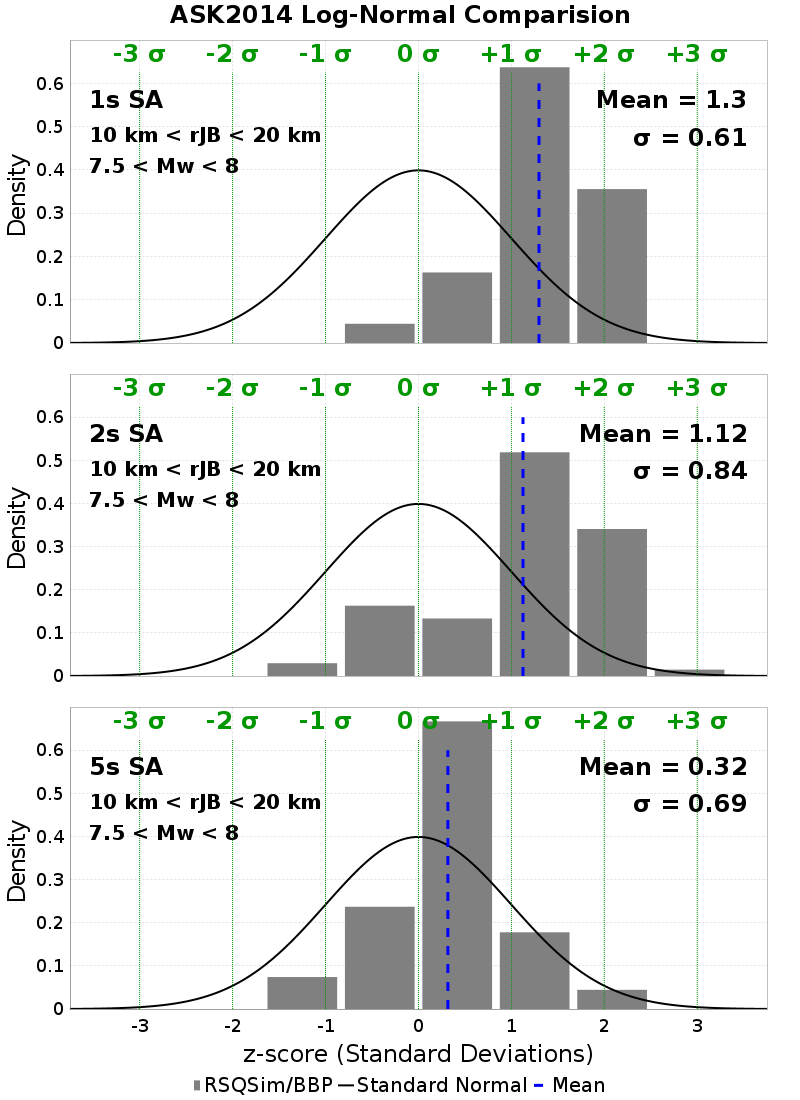 ASK2014 Log-Normal Comparision
-3 σ -2 σ -1 σ 0 σ +1 σ +2 σ +3 σ
1s SA
10 km < rJB < 20 km
7.5 < Mw < 8
Mean = 1.3
σ = 0.61
Density
0.6
0.5
0.4
0.3
0.2
0.1
0
-3 σ -2 σ -1 σ 0 σ +1 σ +2 σ +3 σ
2s SA
10 km < rJB < 20 km
7.5 < Mw < 8
Mean = 1.12
σ = 0.84
Density
0.6
0.5
0.4
0.3
0.2
0.1
0
-3 σ -2 σ -1 σ 0 σ +1 σ +2 σ +3 σ
5s SA
10 km < rJB < 20 km
7.5 < Mw < 8
Mean = 0.32
σ = 0.69
Density
0.6
0.5
0.4
0.3
0.2
0.1
0
-3 -2 -1 0 1 2 3
z-score (Standard Deviations)
RSQSim/BBP Standard Normal Mean